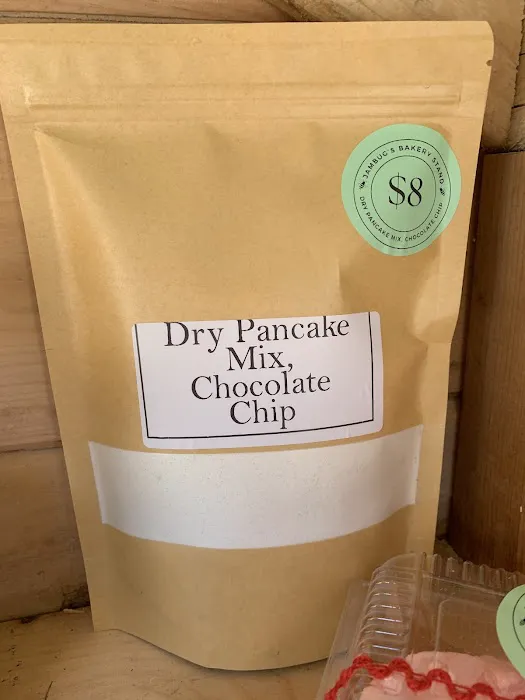 JAMBUG'S BAKERY STAND
$8
DRY PANCAKE MIX, CHOCOLATE CHIP
Dry Pancake
Mix,
Chocolate
Chip